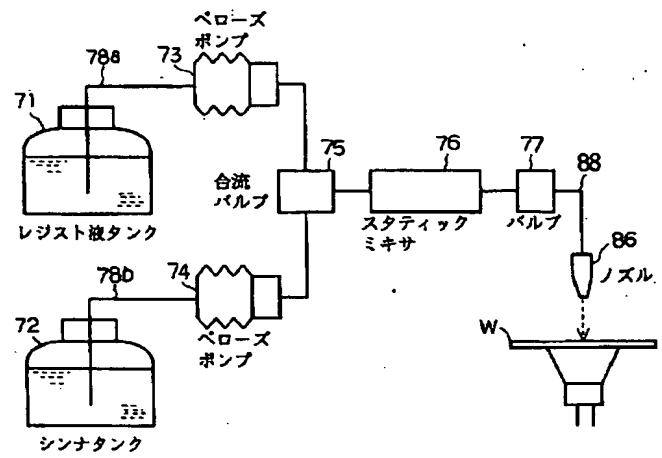 ベローズ
ポンプ
73
78a
71
レジスト液タンク
75
合流
バルブ
76
スタティック
ミキサ
77
バルブ
88
86
ノズル
W
74
78b
ベローズ
ポンプ
72
シンナタンク